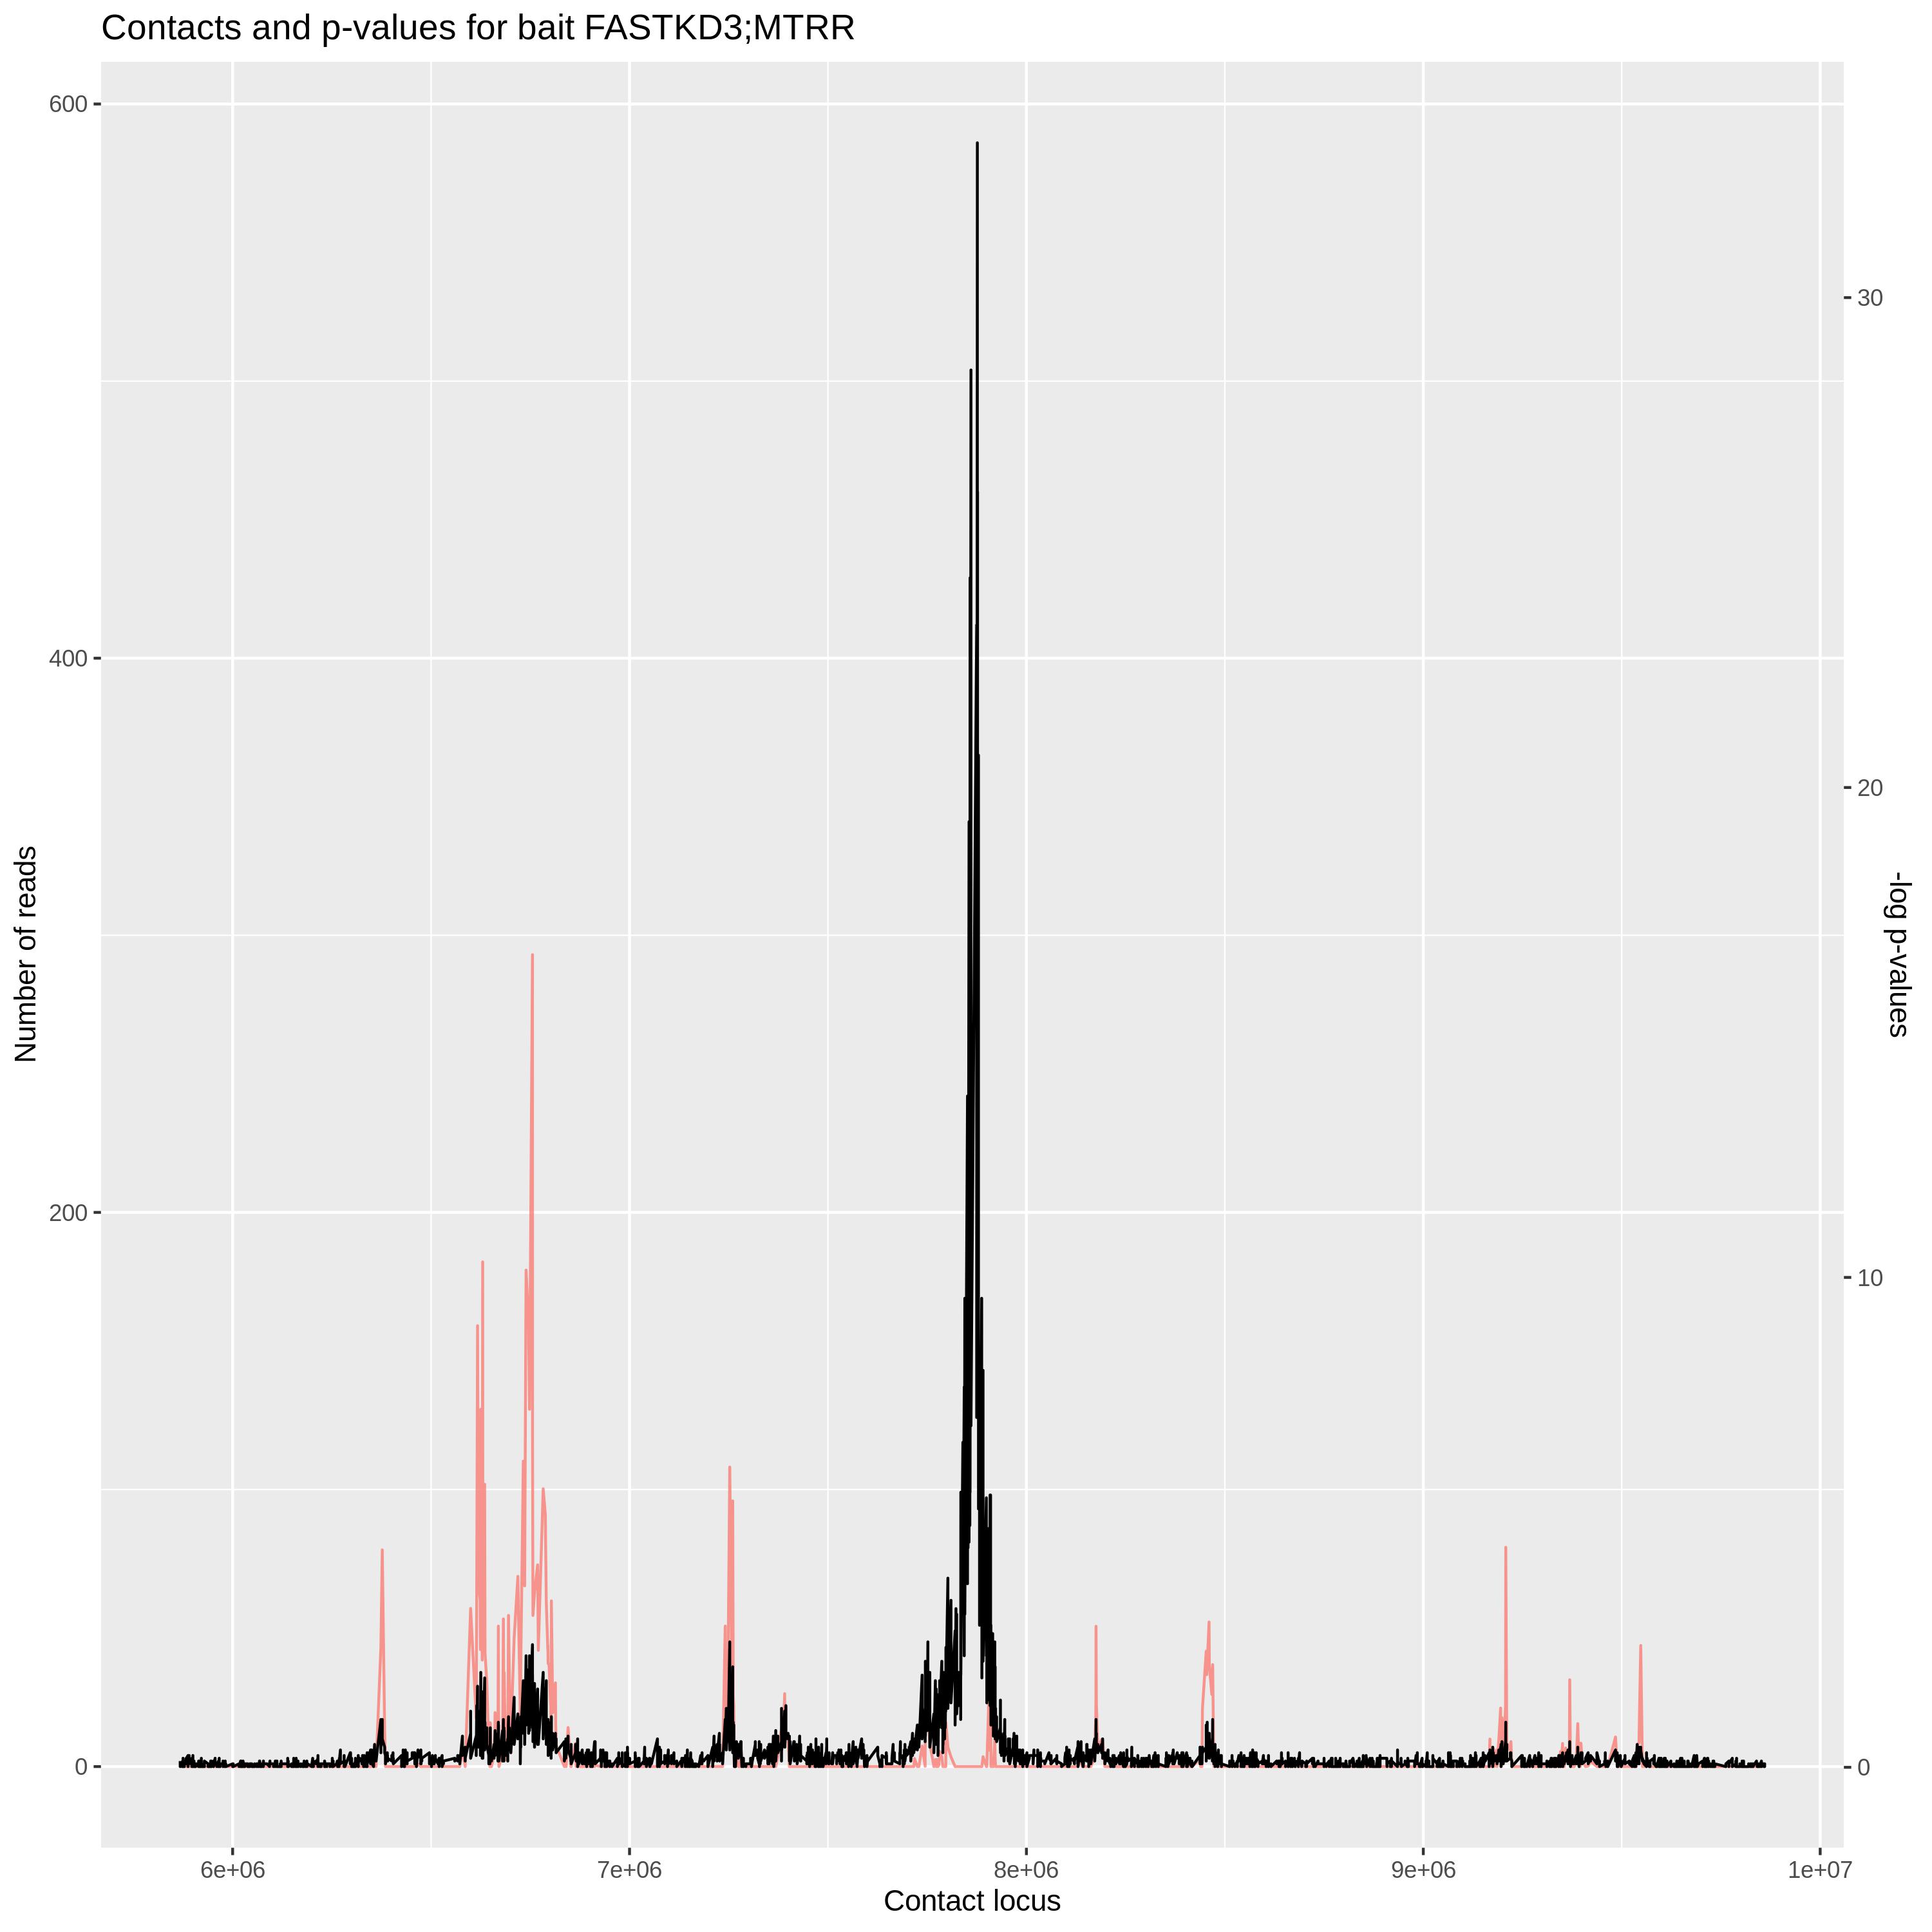 Contacts and p-values for bait FASTKD3;MTRR
600
400
200
0
Number of reads
30
20
10
0
-log p-values
6e+06
7e+06
8e+06
9e+06
1e+07
Contact locus